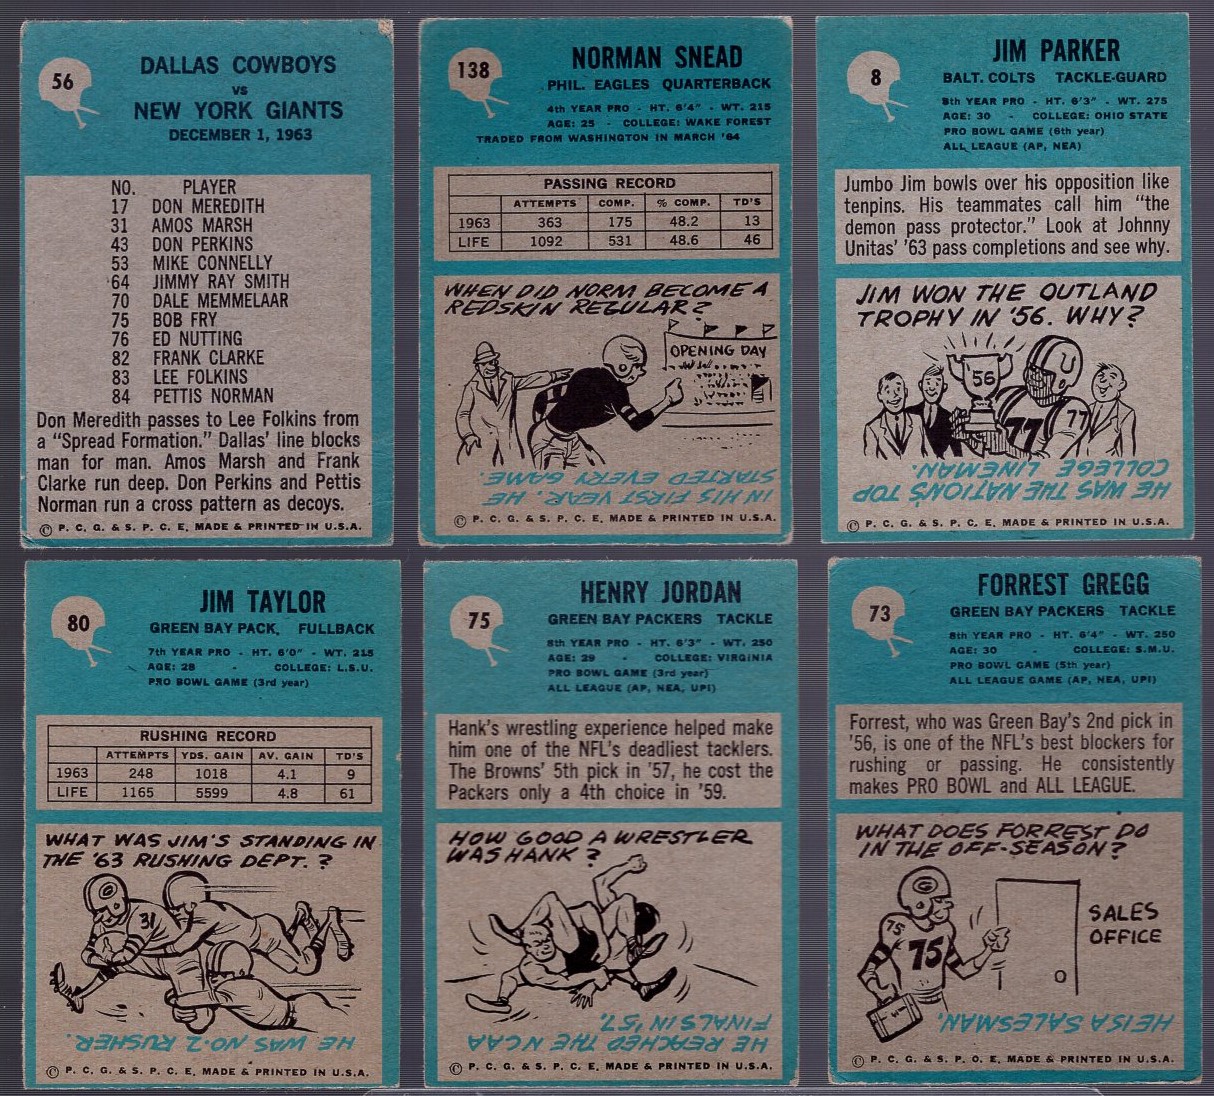 56
DALLAS COWBOYS
VS
NEW YORK GIANTS
DECEMBER 1, 1963
NO. PLAYER
17 DON MEREDITH
31 AMOS MARSH
43 DON PERKINS
53 MIKE CONNELLY
64 JIMMY RAY SMITH
70 DALE MEMMELAAR
75 BOB FRY
76 ED NUTTING
82 FRANK CLARKE
83 LEE FOLKINS
84 PETTIS NORMAN
Don Meredith passes to Lee Folkins from
a “Spread Formation.” Dallas’ line blocks
man for man. Amos Marsh and Frank
Clarke run deep. Don Perkins and Pettis
Norman run a cross pattern as decoys.
© P. C. G. & S. P. C. E. MADE & PRINTED IN U.S.A.
138
NORMAN SNEAD
PHIL. EAGLES QUARTERBACK
4th YEAR PRO - HT. 6'4" - WT. 215
AGE: 25 - COLLEGE: WAKE FOREST
TRADED FROM WASHINGTON IN MARCH '64
PASSING RECORD
ATTEMPTS COMP. % COMP. TD'S
1963 363 175 48.2 13
LIFE 1092 531 48.6 46
WHEN DID NORM BECOME A
REDSKIN REGULAR?
OPENING DAY
IN HIS FIRST YEAR. HE
STARTED EVERY GAME.
© P. C. G. & S. P. C. E. MADE & PRINTED IN U.S.A.
8
JIM PARKER
BALT. COLTS TACKLE-GUARD
8th YEAR PRO - HT. 6'3" - WT. 275
AGE: 30 - COLLEGE: OHIO STATE
PRO BOWL GAME (6th year)
ALL LEAGUE (AP, NEA)
Jumbo Jim bowls over his opposition like
tenpins. His teammates call him “the
demon pass protector.” Look at Johnny
Unitas’ ’63 pass completions and see why.
JIM WON THE OUTLAND
TROPHY IN '56. WHY?
56
77
77
HE WAS THE NATION'S TOP
COLLEGE LINEMAN.
© P. C. G. & S. P. C. E. MADE & PRINTED IN U.S.A.
80
JIM TAYLOR
GREEN BAY PACK. FULLBACK
7th YEAR PRO - HT. 6'0" - WT. 215
AGE: 28 - COLLEGE: L.S.U.
PRO BOWL GAME (3rd year)
RUSHING RECORD
ATTEMPTS YDS. GAIN AV. GAIN TD'S
1963 248 1018 4.1 9
LIFE 1165 5599 4.8 61
WHAT WAS JIM'S STANDING IN
THE '63 RUSHING DEPT.?
G
31
HE WAS NO. 2 RUSHER.
© P. C. G. & S. P. C. E. MADE & PRINTED IN U.S.A.
75
HENRY JORDAN
GREEN BAY PACKERS TACKLE
8th YEAR PRO - HT. 6'3" - WT. 250
AGE: 29 - COLLEGE: VIRGINIA
PRO BOWL GAME (3rd year)
ALL LEAGUE (AP, NEA, UPI)
Hank’s wrestling experience helped make
him one of the NFL’s deadliest tacklers.
The Browns’ 5th pick in ’57, he cost the
Packers only a 4th choice in ’59.
HOW GOOD A WRESTLER
WAS HANK?
HE REACHED THE NCAA
FINALS IN '57.
© P. C. G. & S. P. C. E. MADE & PRINTED IN U.S.A.
73
FORREST GREGG
GREEN BAY PACKERS TACKLE
8th YEAR PRO - HT. 6'4" - WT. 250
AGE: 30 - COLLEGE: S.M.U.
PRO BOWL GAME (5th year)
ALL LEAGUE GAME (AP, NEA, UPI)
Forrest, who was Green Bay’s 2nd pick in
’56, is one of the NFL’s best blockers for
rushing or passing. He consistently
makes PRO BOWL and ALL LEAGUE.
WHAT DOES FORREST DO
IN THE OFF-SEASON?
G
75
75
SALES
OFFICE
HE IS A SALESMAN.
© P. C. G. & S. P. O. E. MADE & PRINTED IN U.S.A.